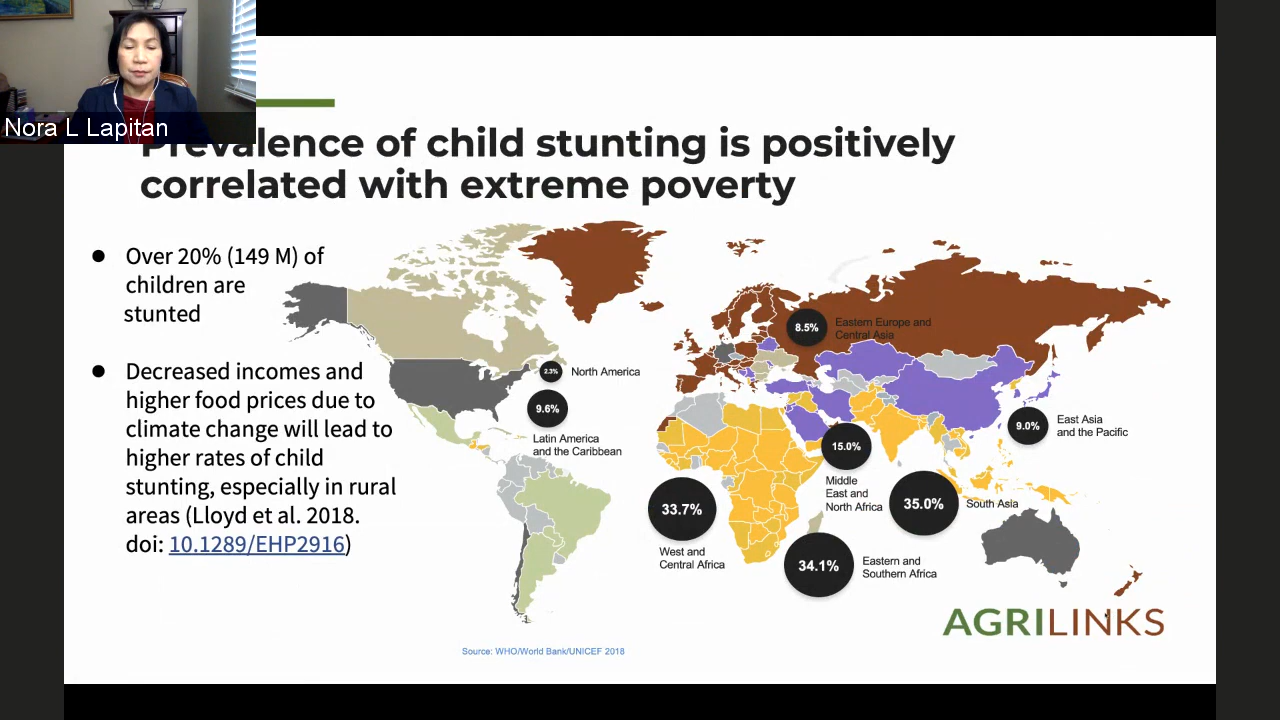 Nora L Lapitan
Prevalence of child stunting is positively
correlated with extreme poverty
● Over 20% (149 M) of
children are
stunted
● Decreased incomes and
higher food prices due to
climate change will lead to
higher rates of child
stunting, especially in rural
areas (Lloyd et al. 2018.
doi: 10.1289/EHP2916)
8.5%
Eastern Europe and
Central Asia
2.3%
North America
9.6%
Latin America
and the Caribbean
9.0%
East Asia
and the Pacific
15.0%
Middle
East and
North Africa
35.0%
South Asia
33.7%
West and
Central Africa
34.1%
Eastern and
Southern Africa
AGRILINKS
Source: WHO/World Bank/UNICEF 2018